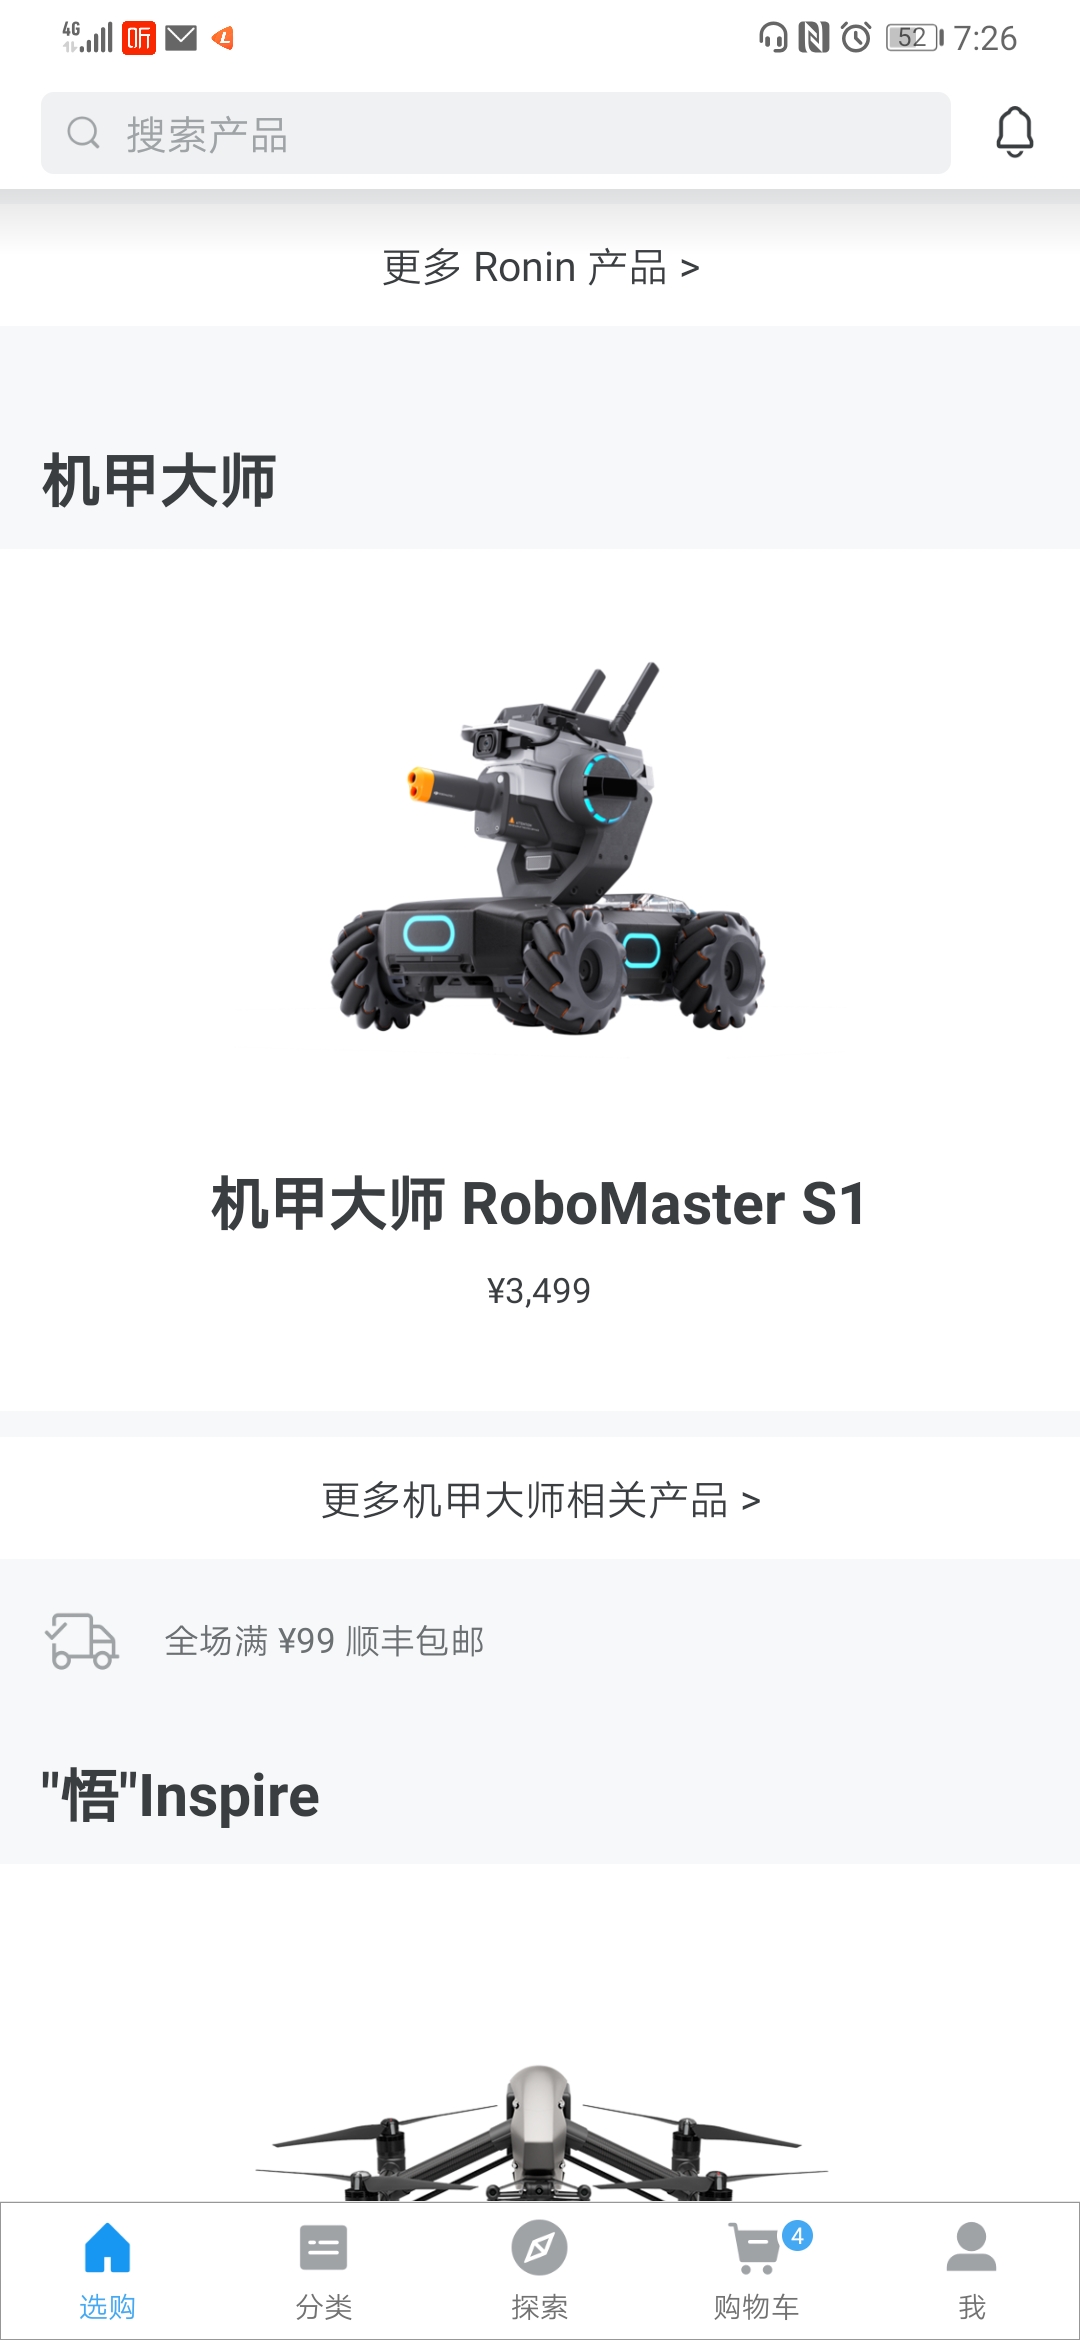 4G 听 52 7:26
搜索产品
更多 Ronin 产品 >
机甲大师
机甲大师 RoboMaster S1
¥3,499
更多机甲大师相关产品 >
全场满 ¥99 顺丰包邮
"悟"Inspire
4
选购 分类 探索 购物车 我